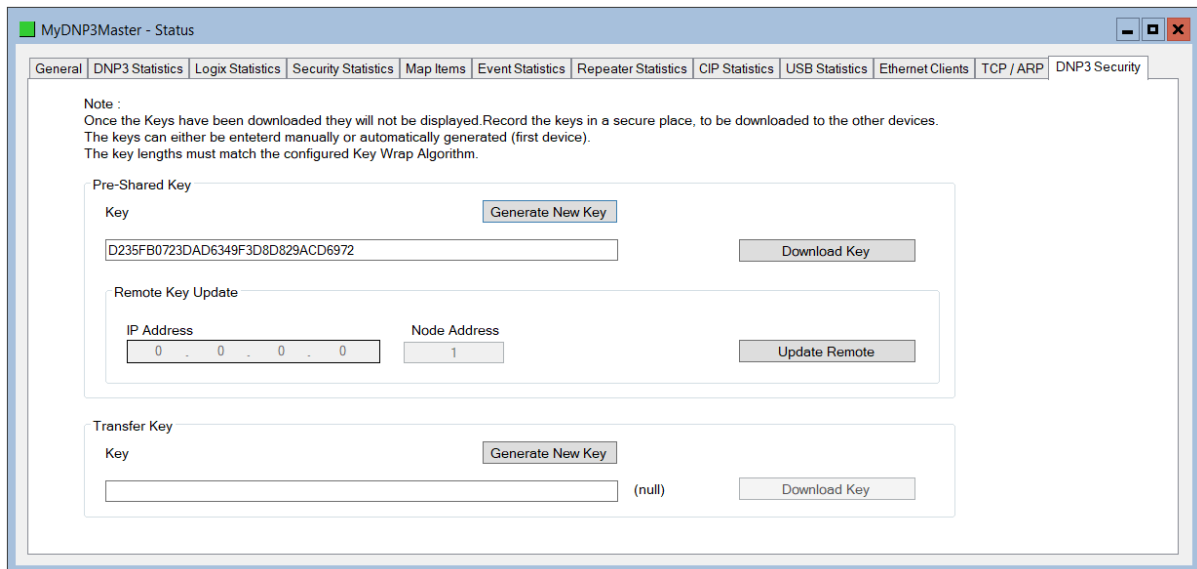 MyDNP3Master - Status
General DNP3 Statistics Logix Statistics Security Statistics Map Items Event Statistics Repeater Statistics CIP Statistics USB Statistics Ethernet Clients TCP / ARP DNP3 Security
Note :
Once the Keys have been downloaded they will not be displayed.Record the keys in a secure place, to be downloaded to the other devices.
The keys can either be enteterd manually or automatically generated (first device).
The key lengths must match the configured Key Wrap Algorithm.
Pre-Shared Key
Key Generate New Key
D235FB0723DAD6349F3D8D829ACD6972 Download Key
Remote Key Update
IP Address Node Address
0 . 0 . 0 . 0 1 Update Remote
Transfer Key
Key Generate New Key
(null) Download Key